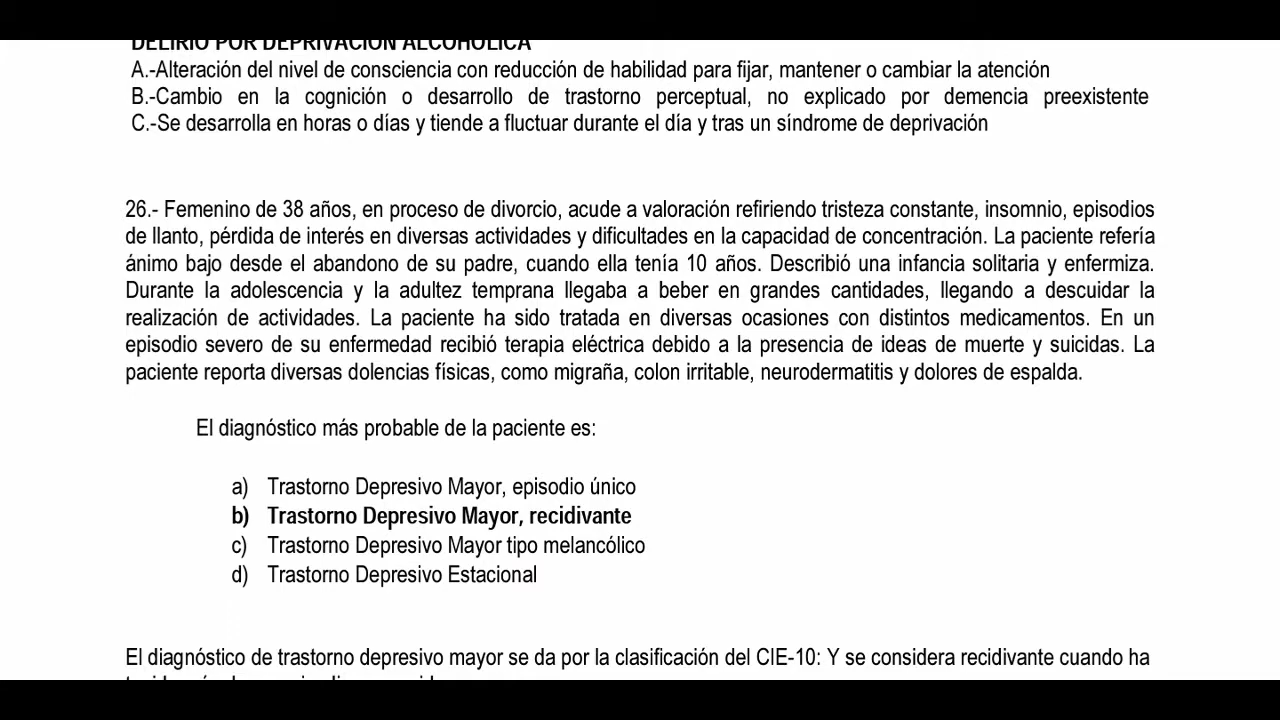 DELIRIO POR DEPRIVACIÓN ALCOHÓLICA
A.-Alteración del nivel de consciencia con reducción de habilidad para fijar, mantener o cambiar la atención
B.-Cambio en la cognición o desarrollo de trastorno perceptual, no explicado por demencia preexistente
C.-Se desarrolla en horas o días y tiende a fluctuar durante el día y tras un síndrome de deprivación
26.- Femenino de 38 años, en proceso de divorcio, acude a valoración refiriendo tristeza constante, insomnio, episodios
de llanto, pérdida de interés en diversas actividades y dificultades en la capacidad de concentración. La paciente refería
ánimo bajo desde el abandono de su padre, cuando ella tenía 10 años. Describió una infancia solitaria y enfermiza.
Durante la adolescencia y la adultez temprana llegaba a beber en grandes cantidades, llegando a descuidar la
realización de actividades. La paciente ha sido tratada en diversas ocasiones con distintos medicamentos. En un
episodio severo de su enfermedad recibió terapia eléctrica debido a la presencia de ideas de muerte y suicidas. La
paciente reporta diversas dolencias físicas, como migraña, colon irritable, neurodermatitis y dolores de espalda.
El diagnóstico más probable de la paciente es:
a) Trastorno Depresivo Mayor, episodio único
b) Trastorno Depresivo Mayor, recidivante
c) Trastorno Depresivo Mayor tipo melancólico
d) Trastorno Depresivo Estacional
El diagnóstico de trastorno depresivo mayor se da por la clasificación del CIE-10: Y se considera recidivante cuando ha